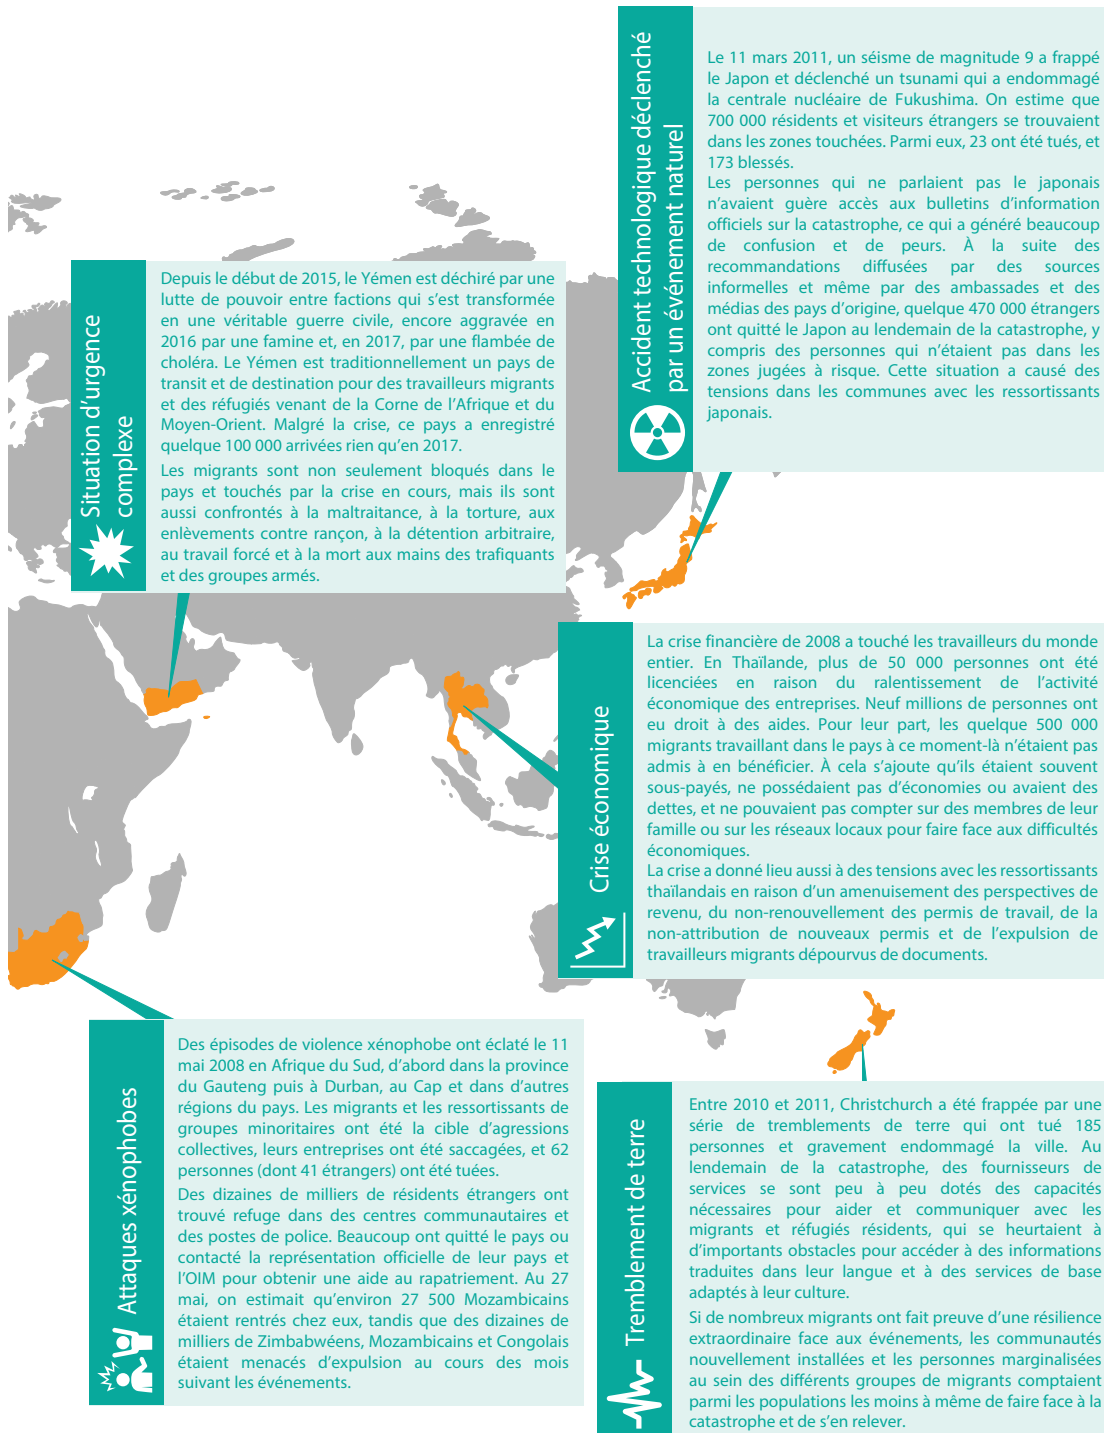 Accident technologique déclenché
par un événement naturel
Le 11 mars 2011, un séisme de magnitude 9 a frappé
le Japon et déclenché un tsunami qui a endommagé
la centrale nucléaire de Fukushima. On estime que
700 000 résidents et visiteurs étrangers se trouvaient
dans les zones touchées. Parmi eux, 23 ont été tués, et
173 blessés.
Les personnes qui ne parlaient pas le japonais
n’avaient guère accès aux bulletins d’information
officiels sur la catastrophe, ce qui a généré beaucoup
de confusion et de peurs. À la suite des
recommandations diffusées par des sources
informelles et même par des ambassades et des
médias des pays d’origine, quelque 470 000 étrangers
ont quitté le Japon au lendemain de la catastrophe, y
compris des personnes qui n’étaient pas dans les
zones jugées à risque. Cette situation a causé des
tensions dans les communes avec les ressortissants
japonais.
Situation d’urgence
complexe
Depuis le début de 2015, le Yémen est déchiré par une
lutte de pouvoir entre factions qui s’est transformée
en une véritable guerre civile, encore aggravée en
2016 par une famine et, en 2017, par une flambée de
choléra. Le Yémen est traditionnellement un pays de
transit et de destination pour des travailleurs migrants
et des réfugiés venant de la Corne de l’Afrique et du
Moyen-Orient. Malgré la crise, ce pays a enregistré
quelque 100 000 arrivées rien qu’en 2017.
Les migrants sont non seulement bloqués dans le
pays et touchés par la crise en cours, mais ils sont
aussi confrontés à la maltraitance, à la torture, aux
enlèvements contre rançon, à la détention arbitraire,
au travail forcé et à la mort aux mains des trafiquants
et des groupes armés.
Crise économique
La crise financière de 2008 a touché les travailleurs du monde
entier. En Thaïlande, plus de 50 000 personnes ont été
licenciées en raison du ralentissement de l’activité
économique des entreprises. Neuf millions de personnes ont
eu droit à des aides. Pour leur part, les quelque 500 000
migrants travaillant dans le pays à ce moment-là n’étaient pas
admis à en bénéficier. À cela s’ajoute qu’ils étaient souvent
sous-payés, ne possédaient pas d’économies ou avaient des
dettes, et ne pouvaient pas compter sur des membres de leur
famille ou sur les réseaux locaux pour faire face aux difficultés
économiques.
La crise a donné lieu aussi à des tensions avec les ressortissants
thaïlandais en raison d’un amenuisement des perspectives de
revenu, du non-renouvellement des permis de travail, de la
non-attribution de nouveaux permis et de l’expulsion de
travailleurs migrants dépourvus de documents.
Attaques xénophobes
Des épisodes de violence xénophobe ont éclaté le 11
mai 2008 en Afrique du Sud, d’abord dans la province
du Gauteng puis à Durban, au Cap et dans d’autres
régions du pays. Les migrants et les ressortissants de
groupes minoritaires ont été la cible d’agressions
collectives, leurs entreprises ont été saccagées, et 62
personnes (dont 41 étrangers) ont été tuées.
Des dizaines de milliers de résidents étrangers ont
trouvé refuge dans des centres communautaires et
des postes de police. Beaucoup ont quitté le pays ou
contacté la représentation officielle de leur pays et
l’OIM pour obtenir une aide au rapatriement. Au 27
mai, on estimait qu’environ 27 500 Mozambicains
étaient rentrés chez eux, tandis que des dizaines de
milliers de Zimbabwéens, Mozambicains et Congolais
étaient menacés d’expulsion au cours des mois
suivant les événements.
Tremblement de terre
Entre 2010 et 2011, Christchurch a été frappée par une
série de tremblements de terre qui ont tué 185
personnes et gravement endommagé la ville. Au
lendemain de la catastrophe, des fournisseurs de
services se sont peu à peu dotés des capacités
nécessaires pour aider et communiquer avec les
migrants et réfugiés résidents, qui se heurtaient à
d’importants obstacles pour accéder à des informations
traduites dans leur langue et à des services de base
adaptés à leur culture.
Si de nombreux migrants ont fait preuve d’une résilience
extraordinaire face aux événements, les communautés
nouvellement installées et les personnes marginalisées
au sein des différents groupes de migrants comptaient
parmi les populations les moins à même de faire face à la
catastrophe et de s’en relever.